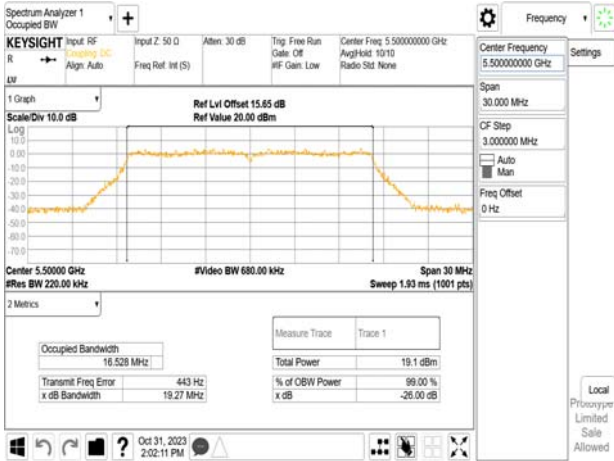 Spectrum Analyzer 1
Occupied BW
Frequency
KEYSIGHT
R
Input: RF
Coupling: DC
Align: Auto
Input Z: 50 Ω
Freq Ref: Int (S)
Atten: 30 dB
Trig: Free Run
Gate: Off
#IF Gain: Low
Center Freq: 5.500000000 GHz
Avg|Hold: 10/10
Radio Std: None
Center Frequency
5.500000000 GHz
Settings
Span
30.000 MHz
CF Step
3.000000 MHz
Auto
Man
Freq Offset
0 Hz
1 Graph
Scale/Div 10.0 dB
Ref Lvl Offset 15.65 dB
Ref Value 20.00 dBm
Log
10.0
0.00
-10.0
-20.0
-30.0
-40.0
-50.0
-60.0
-70.0
Center 5.50000 GHz
#Video BW 680.00 kHz
Span 30 MHz
#Res BW 220.00 kHz
Sweep 1.93 ms (1001 pts)
2 Metrics
Occupied Bandwidth
16.528 MHz
Transmit Freq Error 443 Hz
x dB Bandwidth 19.27 MHz
Measure Trace Trace 1
Total Power 19.1 dBm
% of OBW Power 99.00 %
x dB -26.00 dB
Local
Prototype
Limited
Sale
Allowed
?
Oct 31, 2023
2:02:11 PM